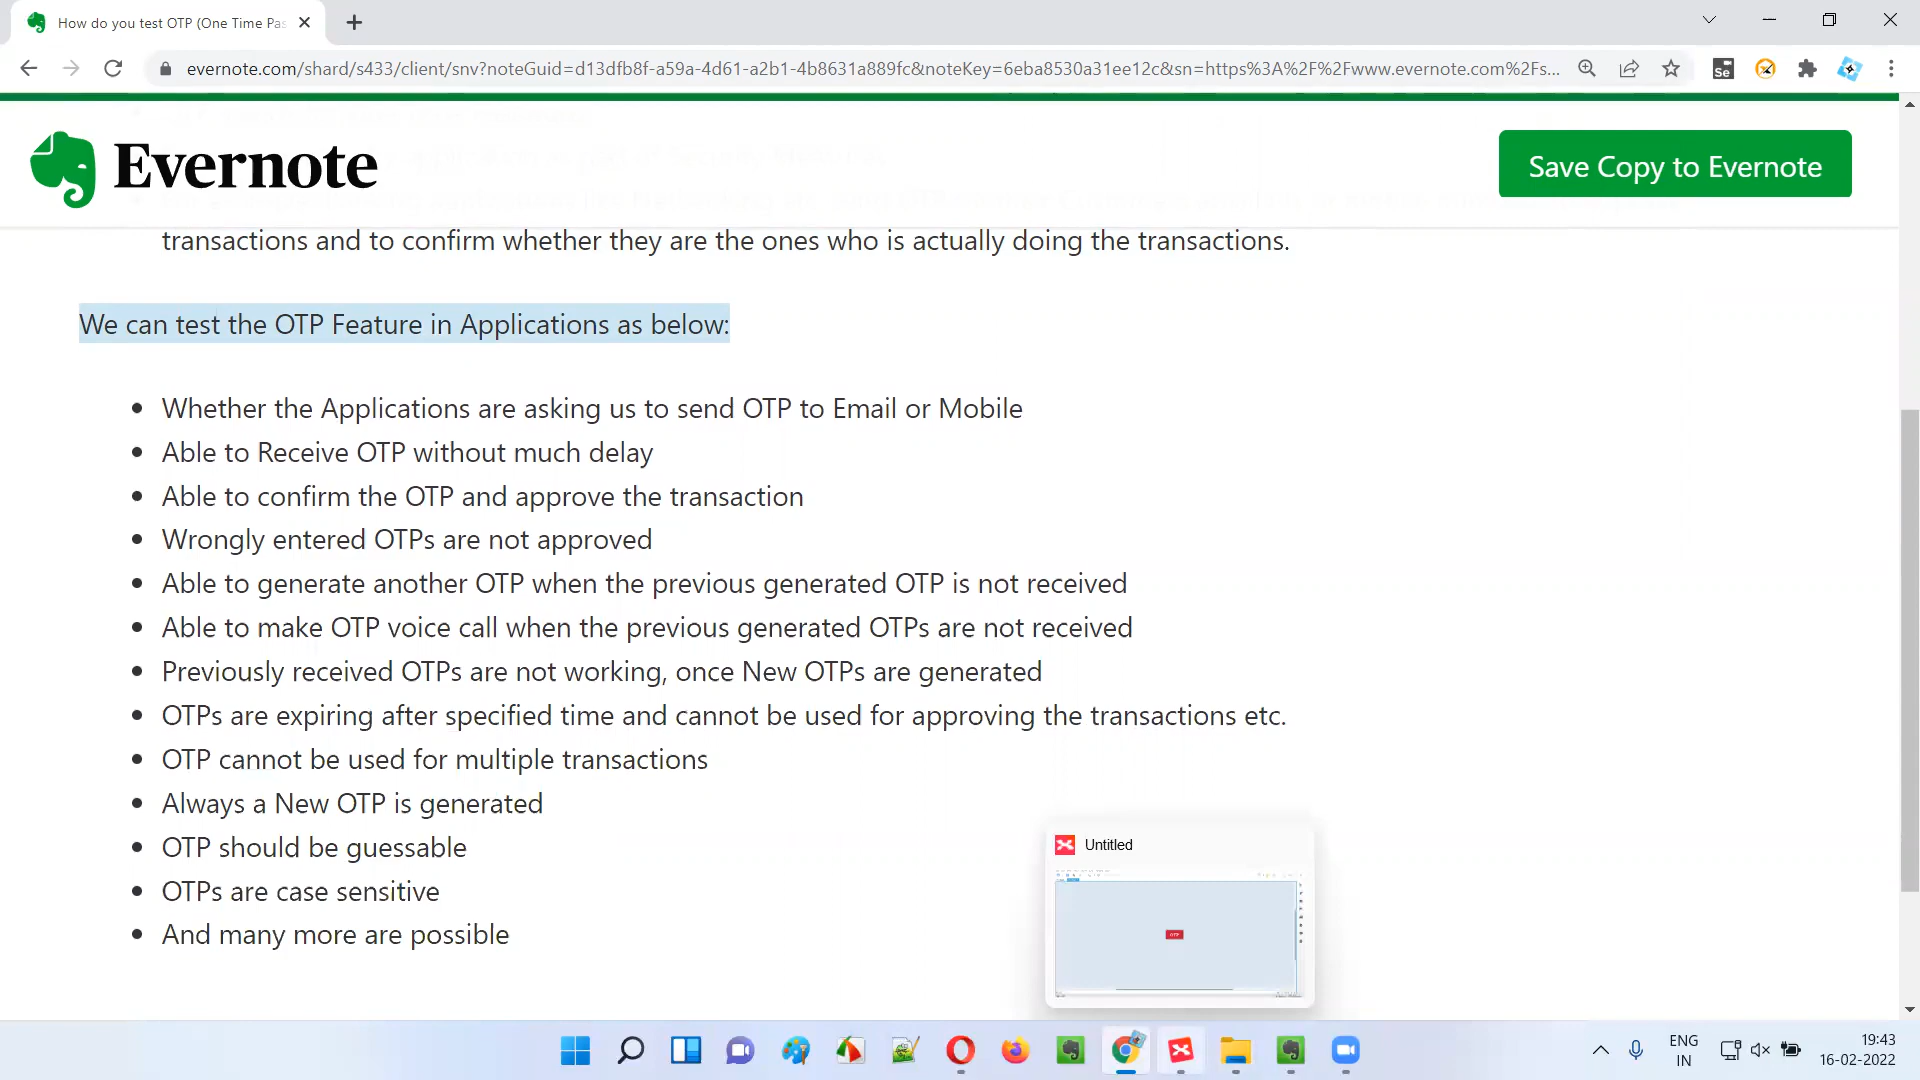 How do you test OTP (One Time Pas
evernote.com/shard/s433/client/snv?noteGuid=d13dfb8f-a59a-4d61-a2b1-4b8631a889fc&noteKey=6eba8530a31ee12c&sn=https%3A%2F%2Fwww.evernote.com%2Fs...
Se
Evernote
Save Copy to Evernote
transactions and to confirm whether they are the ones who is actually doing the transactions.
We can test the OTP Feature in Applications as below:
Whether the Applications are asking us to send OTP to Email or Mobile
Able to Receive OTP without much delay
Able to confirm the OTP and approve the transaction
Wrongly entered OTPs are not approved
Able to generate another OTP when the previous generated OTP is not received
Able to make OTP voice call when the previous generated OTPs are not received
Previously received OTPs are not working, once New OTPs are generated
OTPs are expiring after specified time and cannot be used for approving the transactions etc.
OTP cannot be used for multiple transactions
Always a New OTP is generated
OTP should be guessable
OTPs are case sensitive
And many more are possible
Untitled
OTP
ENG
IN
19:43
16-02-2022